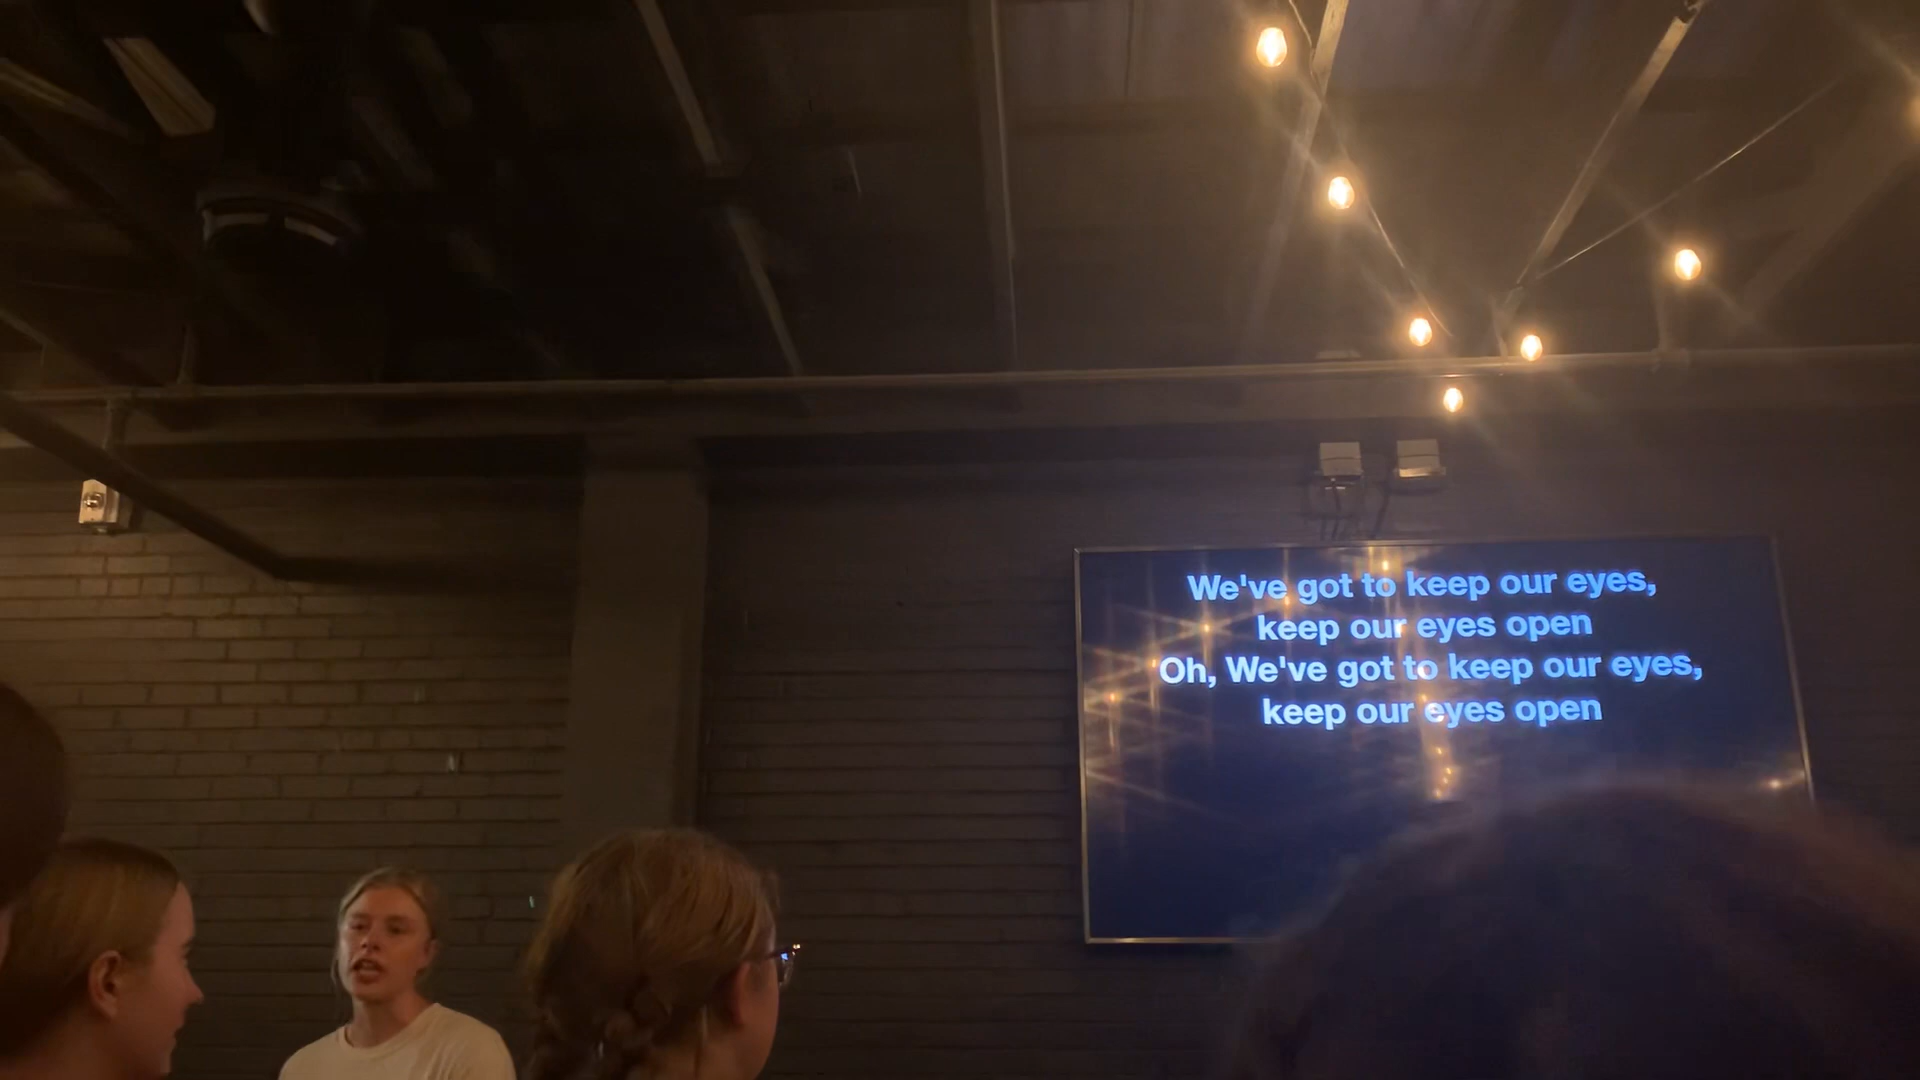 We've got to keep our eyes,
keep our eyes open
Oh, We've got to keep our eyes,
keep our eyes open